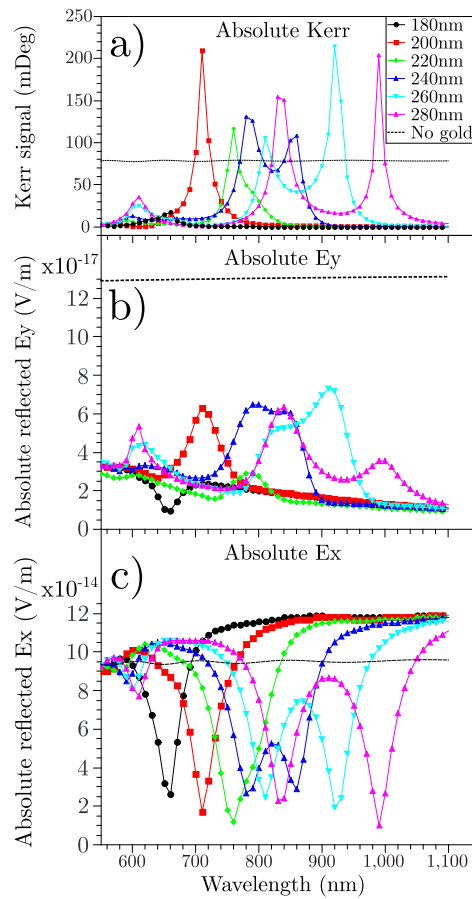 a)
Absolute Kerr
180nm
200nm
220nm
240nm
260nm
280nm
No gold
Kerr signal (mDeg)
250
200
150
100
50
0
x10-17
b)
Absolute Ey
Absolute reflected Ey (V/m)
12
10
8
6
4
2
0
x10-14
c)
Absolute Ex
Absolute reflected Ex (V/m)
12
10
8
6
4
2
0
600 700 800 900 1,000 1,100
Wavelength (nm)